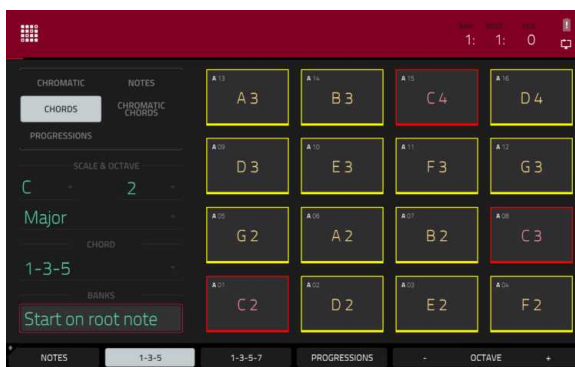 1: 1: 0
CHROMATIC NOTES
CHORDS CHROMATIC CHORDS
PROGRESSIONS
SCALE & OCTAVE
C 2
Major
CHORD
1-3-5
BANKS
Start on root note
A 13 A 14 A 15 A 16
A 3 B 3 C 4 D 4
A 09 A 10 A 11 A 12
D 3 E 3 F 3 G 3
A 05 A 06 A 07 A 08
G 2 A 2 B 2 C 3
A 01 A 02 A 03 A 04
C 2 D 2 E 2 F 2
NOTES 1-3-5 1-3-5-7 PROGRESSIONS - OCTAVE +